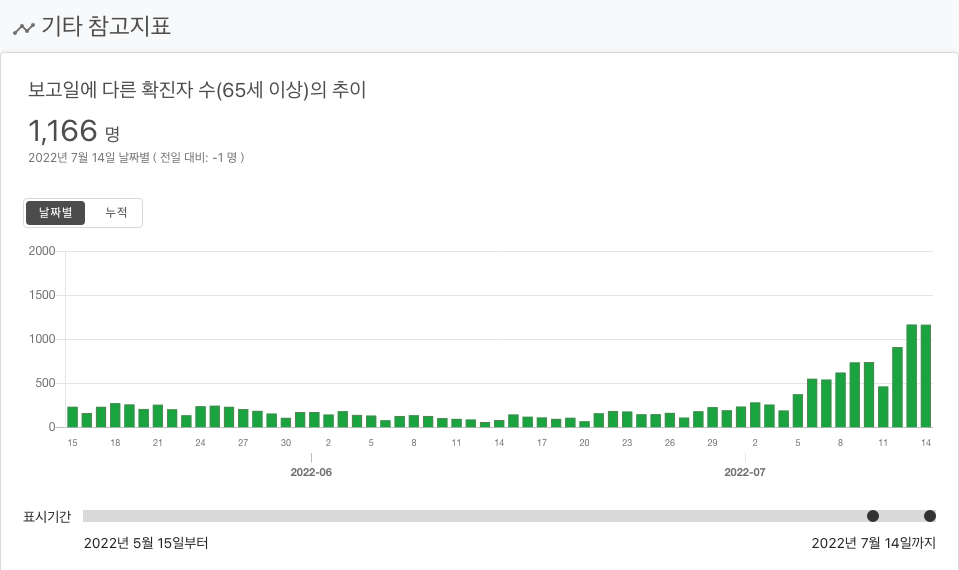 기타 참고지표
보고일에 다른 확진자 수(65세 이상)의 추이
1,166 명
2022년 7월 14일 날짜별 ( 전일 대비: -1 명 )
날짜별 누적
2000
1500
1000
500
0
15 18 21 24 27 30 2 5 8 11 14 17 20 23 26 29 2 5 8 11 14
2022-06 2022-07
표시기간
2022년 5월 15일부터 2022년 7월 14일까지